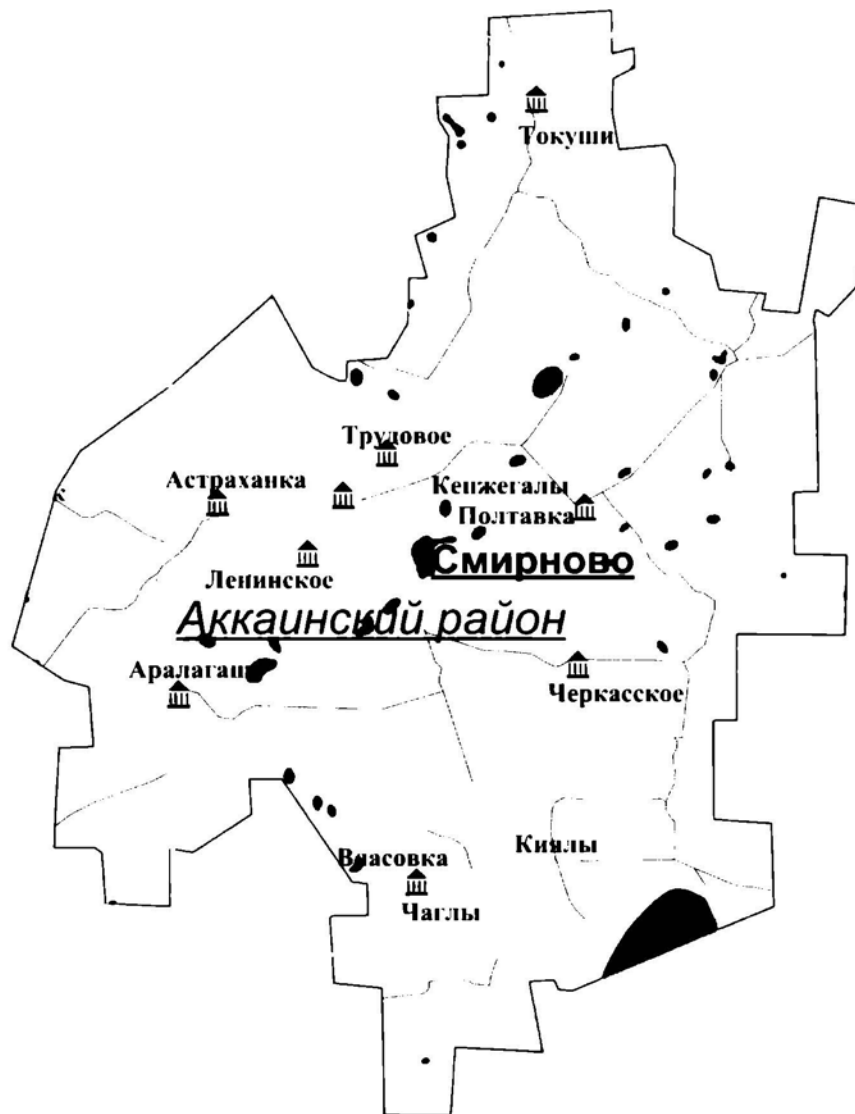 Токуши
Трудовое
Астраханка
к
Кенжегалы
Полтавка
Смирново
Ленинское
Аккаинский район
Аралагаш
Черкасское
Киялы
Власовка
Чаглы